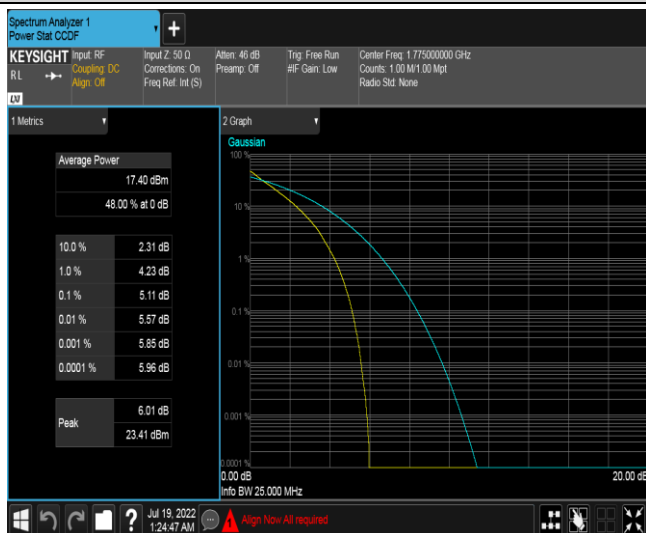 Spectrum Analyzer 1
Power Stat CCDF
KEYSIGHT
RL
LXI
Input: RF
Coupling: DC
Align: Off
Input Z: 50 Ω
Corrections: On
Freq Ref: Int (S)
Atten: 46 dB
Preamp: Off
Trig: Free Run
#IF Gain: Low
Center Freq: 1.775000000 GHz
Counts: 1.00 M/1.00 Mpt
Radio Std: None
1 Metrics
Average Power
17.40 dBm
48.00 % at 0 dB
10.0 % 2.31 dB
1.0 % 4.23 dB
0.1 % 5.11 dB
0.01 % 5.57 dB
0.001 % 5.85 dB
0.0001 % 5.96 dB
Peak
6.01 dB
23.41 dBm
2 Graph
Gaussian
100 %
10 %
1 %
0.1 %
0.01 %
0.001 %
0.0001 %
0.00 dB
20.00 dB
Info BW 25.000 MHz
?
Jul 19, 2022
1:24:47 AM
Align Now All required